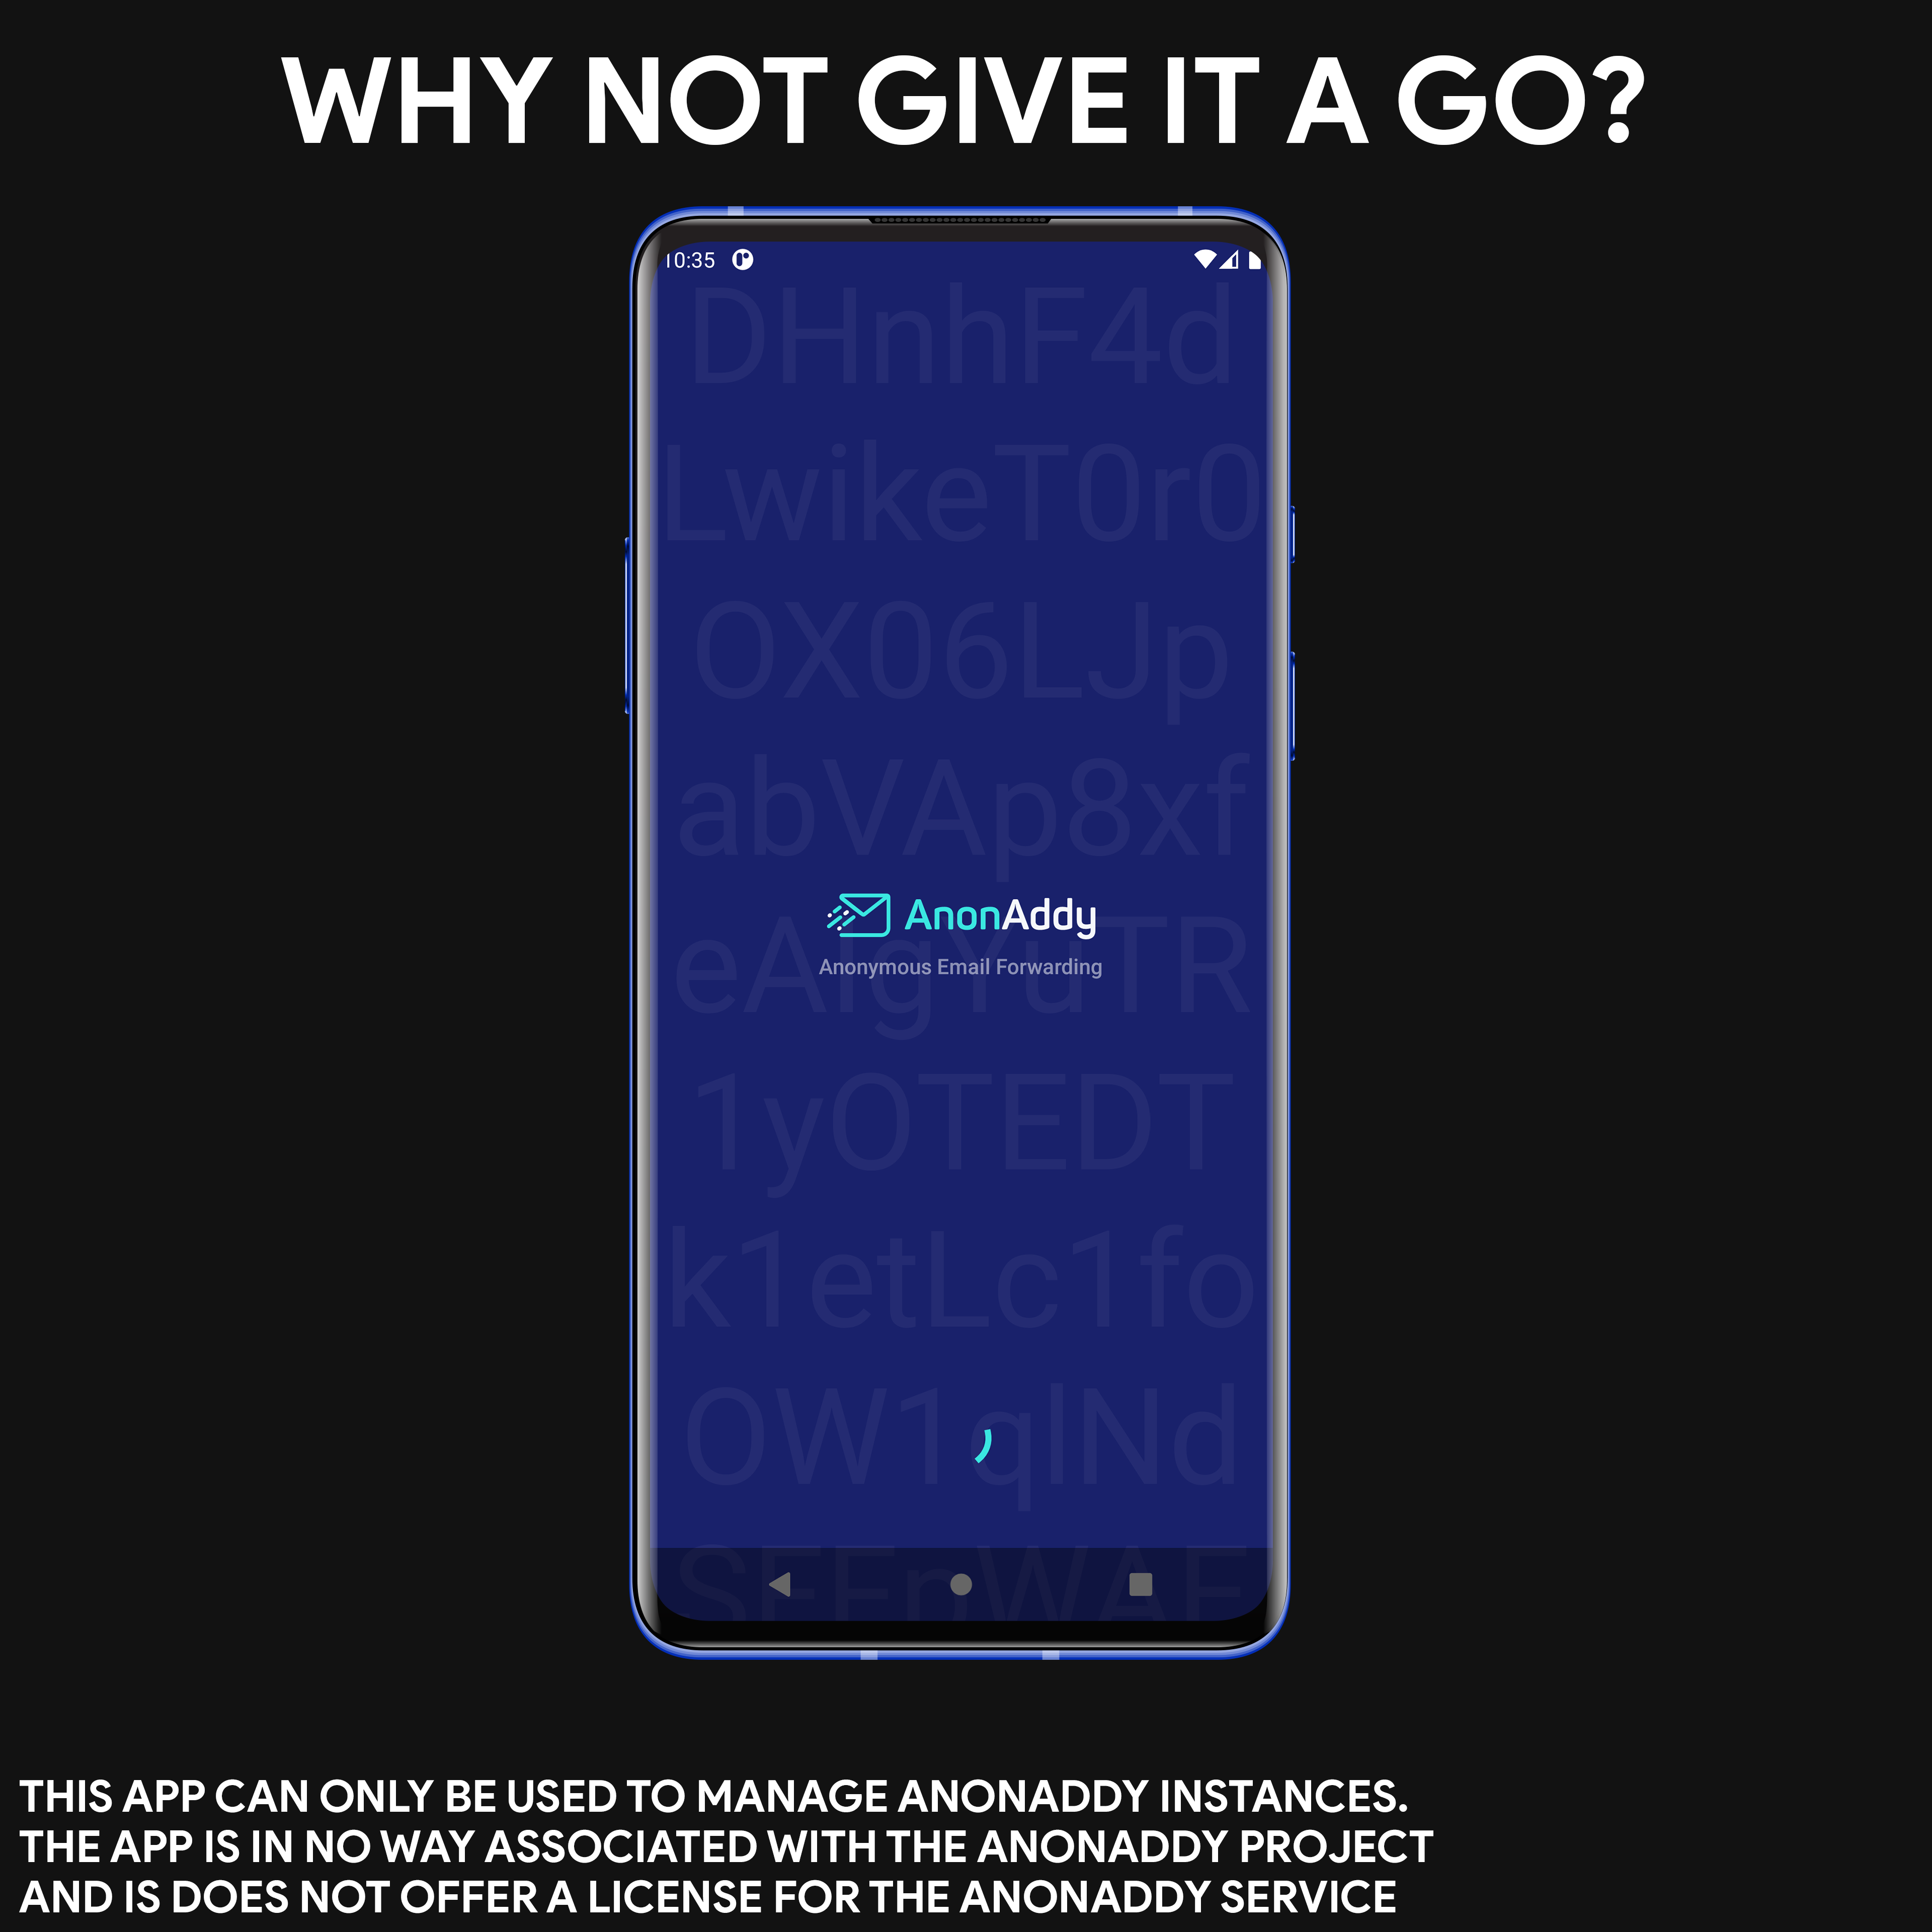 WHY NOT GIVE IT A GO?
10:35
DHnhF4d
LwikeT0r0
OX06LJp
abVAp8xf
AnonAddy
eAIgYuTR
Anonymous Email Forwarding
1yOTEDT
k1etLc1fo
OW1qlNd
THIS APP CAN ONLY BE USED TO MANAGE ANONADDY INSTANCES.
THE APP IS IN NO WAY ASSOCIATED WITH THE ANONADDY PROJECT
AND IS DOES NOT OFFER A LICENSE FOR THE ANONADDY SERVICE